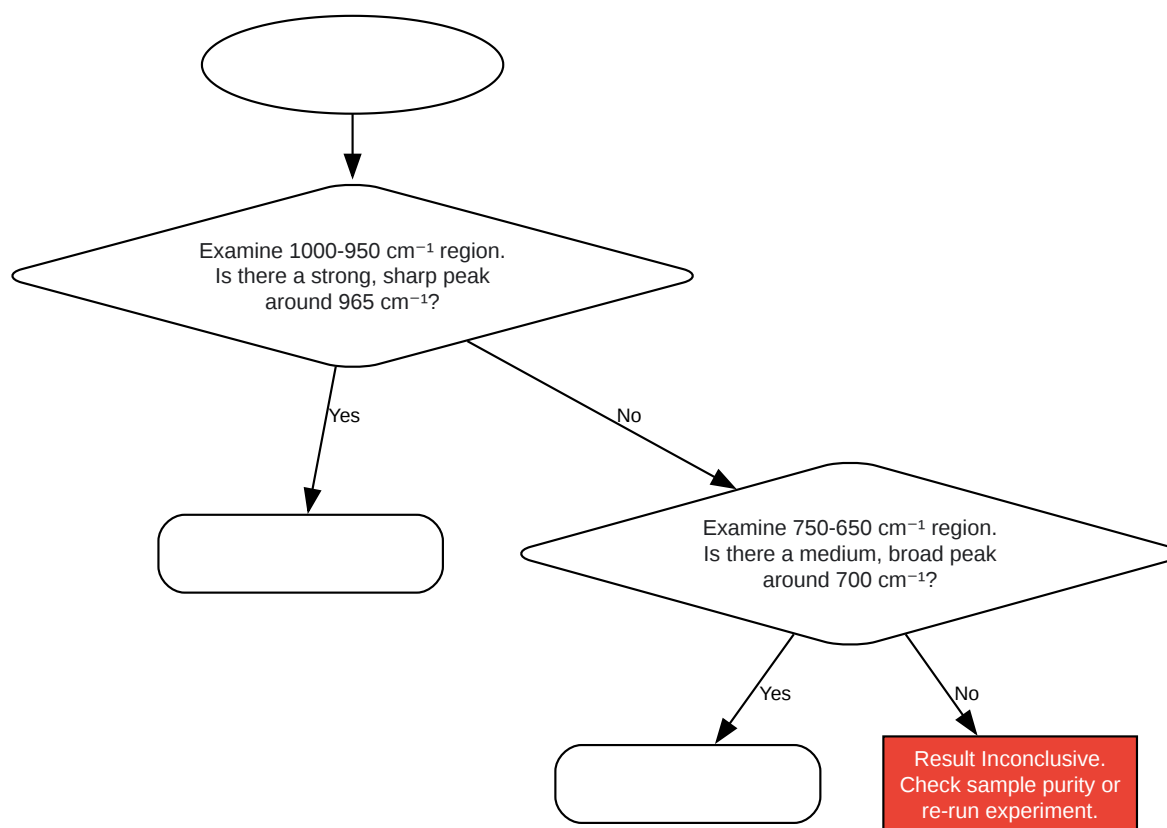 Examine 1000-950 cm⁻¹ region.
Is there a strong, sharp peak
around 965 cm⁻¹?
Yes
No
Examine 750-650 cm⁻¹ region.
Is there a medium, broad peak
around 700 cm⁻¹?
Yes
No
Result Inconclusive.
Check sample purity or
re-run experiment.